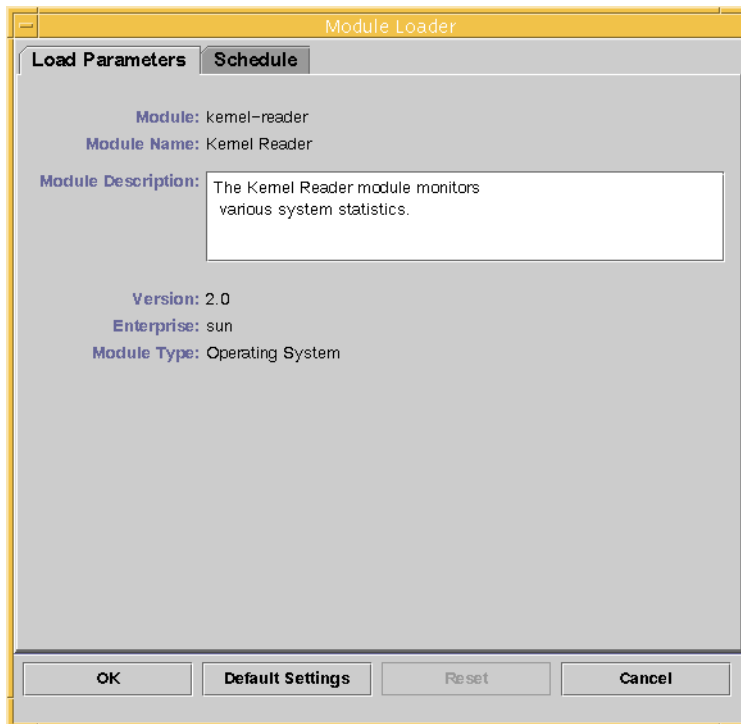 Module Loader
Load Parameters Schedule
Module: kernel-reader
Module Name: Kernel Reader
Module Description: The Kernel Reader module monitors
various system statistics.
Version: 2.0
Enterprise: sun
Module Type: Operating System
OK Default Settings Reset Cancel